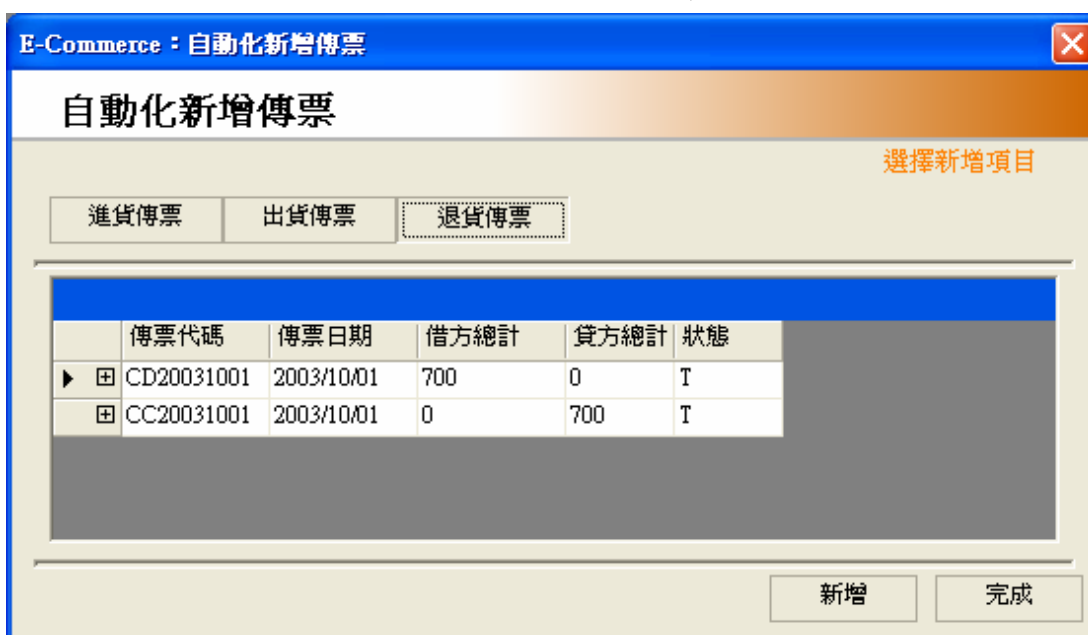 E-Commerce：自動化新增傳票
自動化新增傳票
選擇新增項目
進貨傳票 出貨傳票 退貨傳票
傳票代碼 傳票日期 借方總計 貸方總計 狀態
CD20031001 2003/10/01 700 0 T
CC20031001 2003/10/01 0 700 T
新增 完成